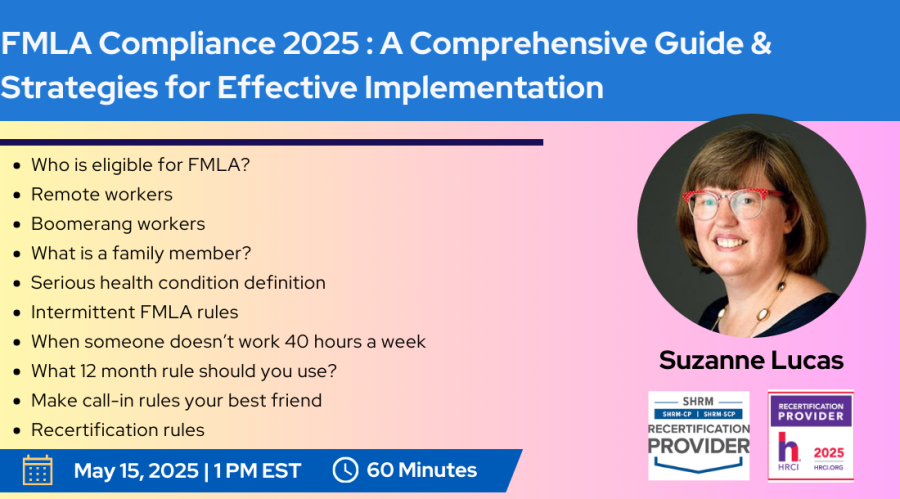 FMLA Compliance 2025 : A Comprehensive Guide &
Strategies for Effective Implementation
Who is eligible for FMLA?
Remote workers
Boomerang workers
What is a family member?
Serious health condition definition
Intermittent FMLA rules
When someone doesn't work 40 hours a week
What 12 month rule should you use?
Make call-in rules your best friend
Recertification rules
May 15, 2025 | 1 PM EST
60 Minutes
Suzanne Lucas
SHRM
SHRM-CP | SHRM-SCP
RECERTIFICATION
PROVIDER
RECERTIFICATION
PROVIDER
h
HRCI
2025
HRCI.ORG